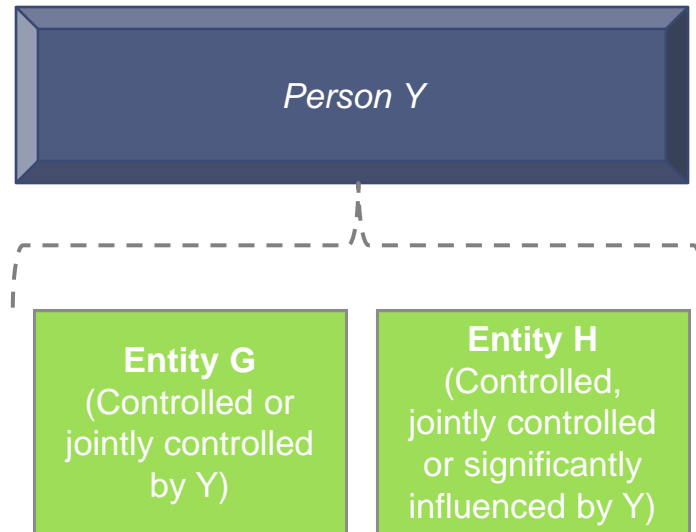 Person Y
Entity G
(Controlled or
jointly controlled
by Y)
Entity H
(Controlled,
jointly controlled
or significantly
influenced by Y)